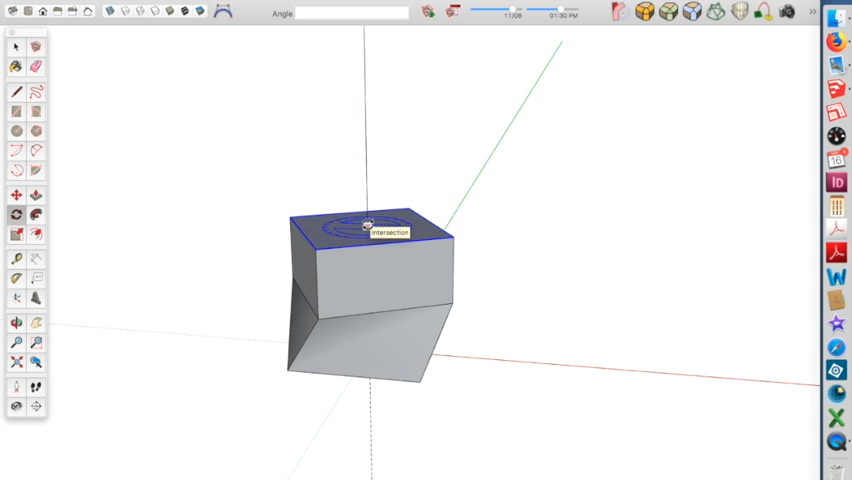 Angle
11/08
01:30 PM
»
Intersection
16
iD
W
X